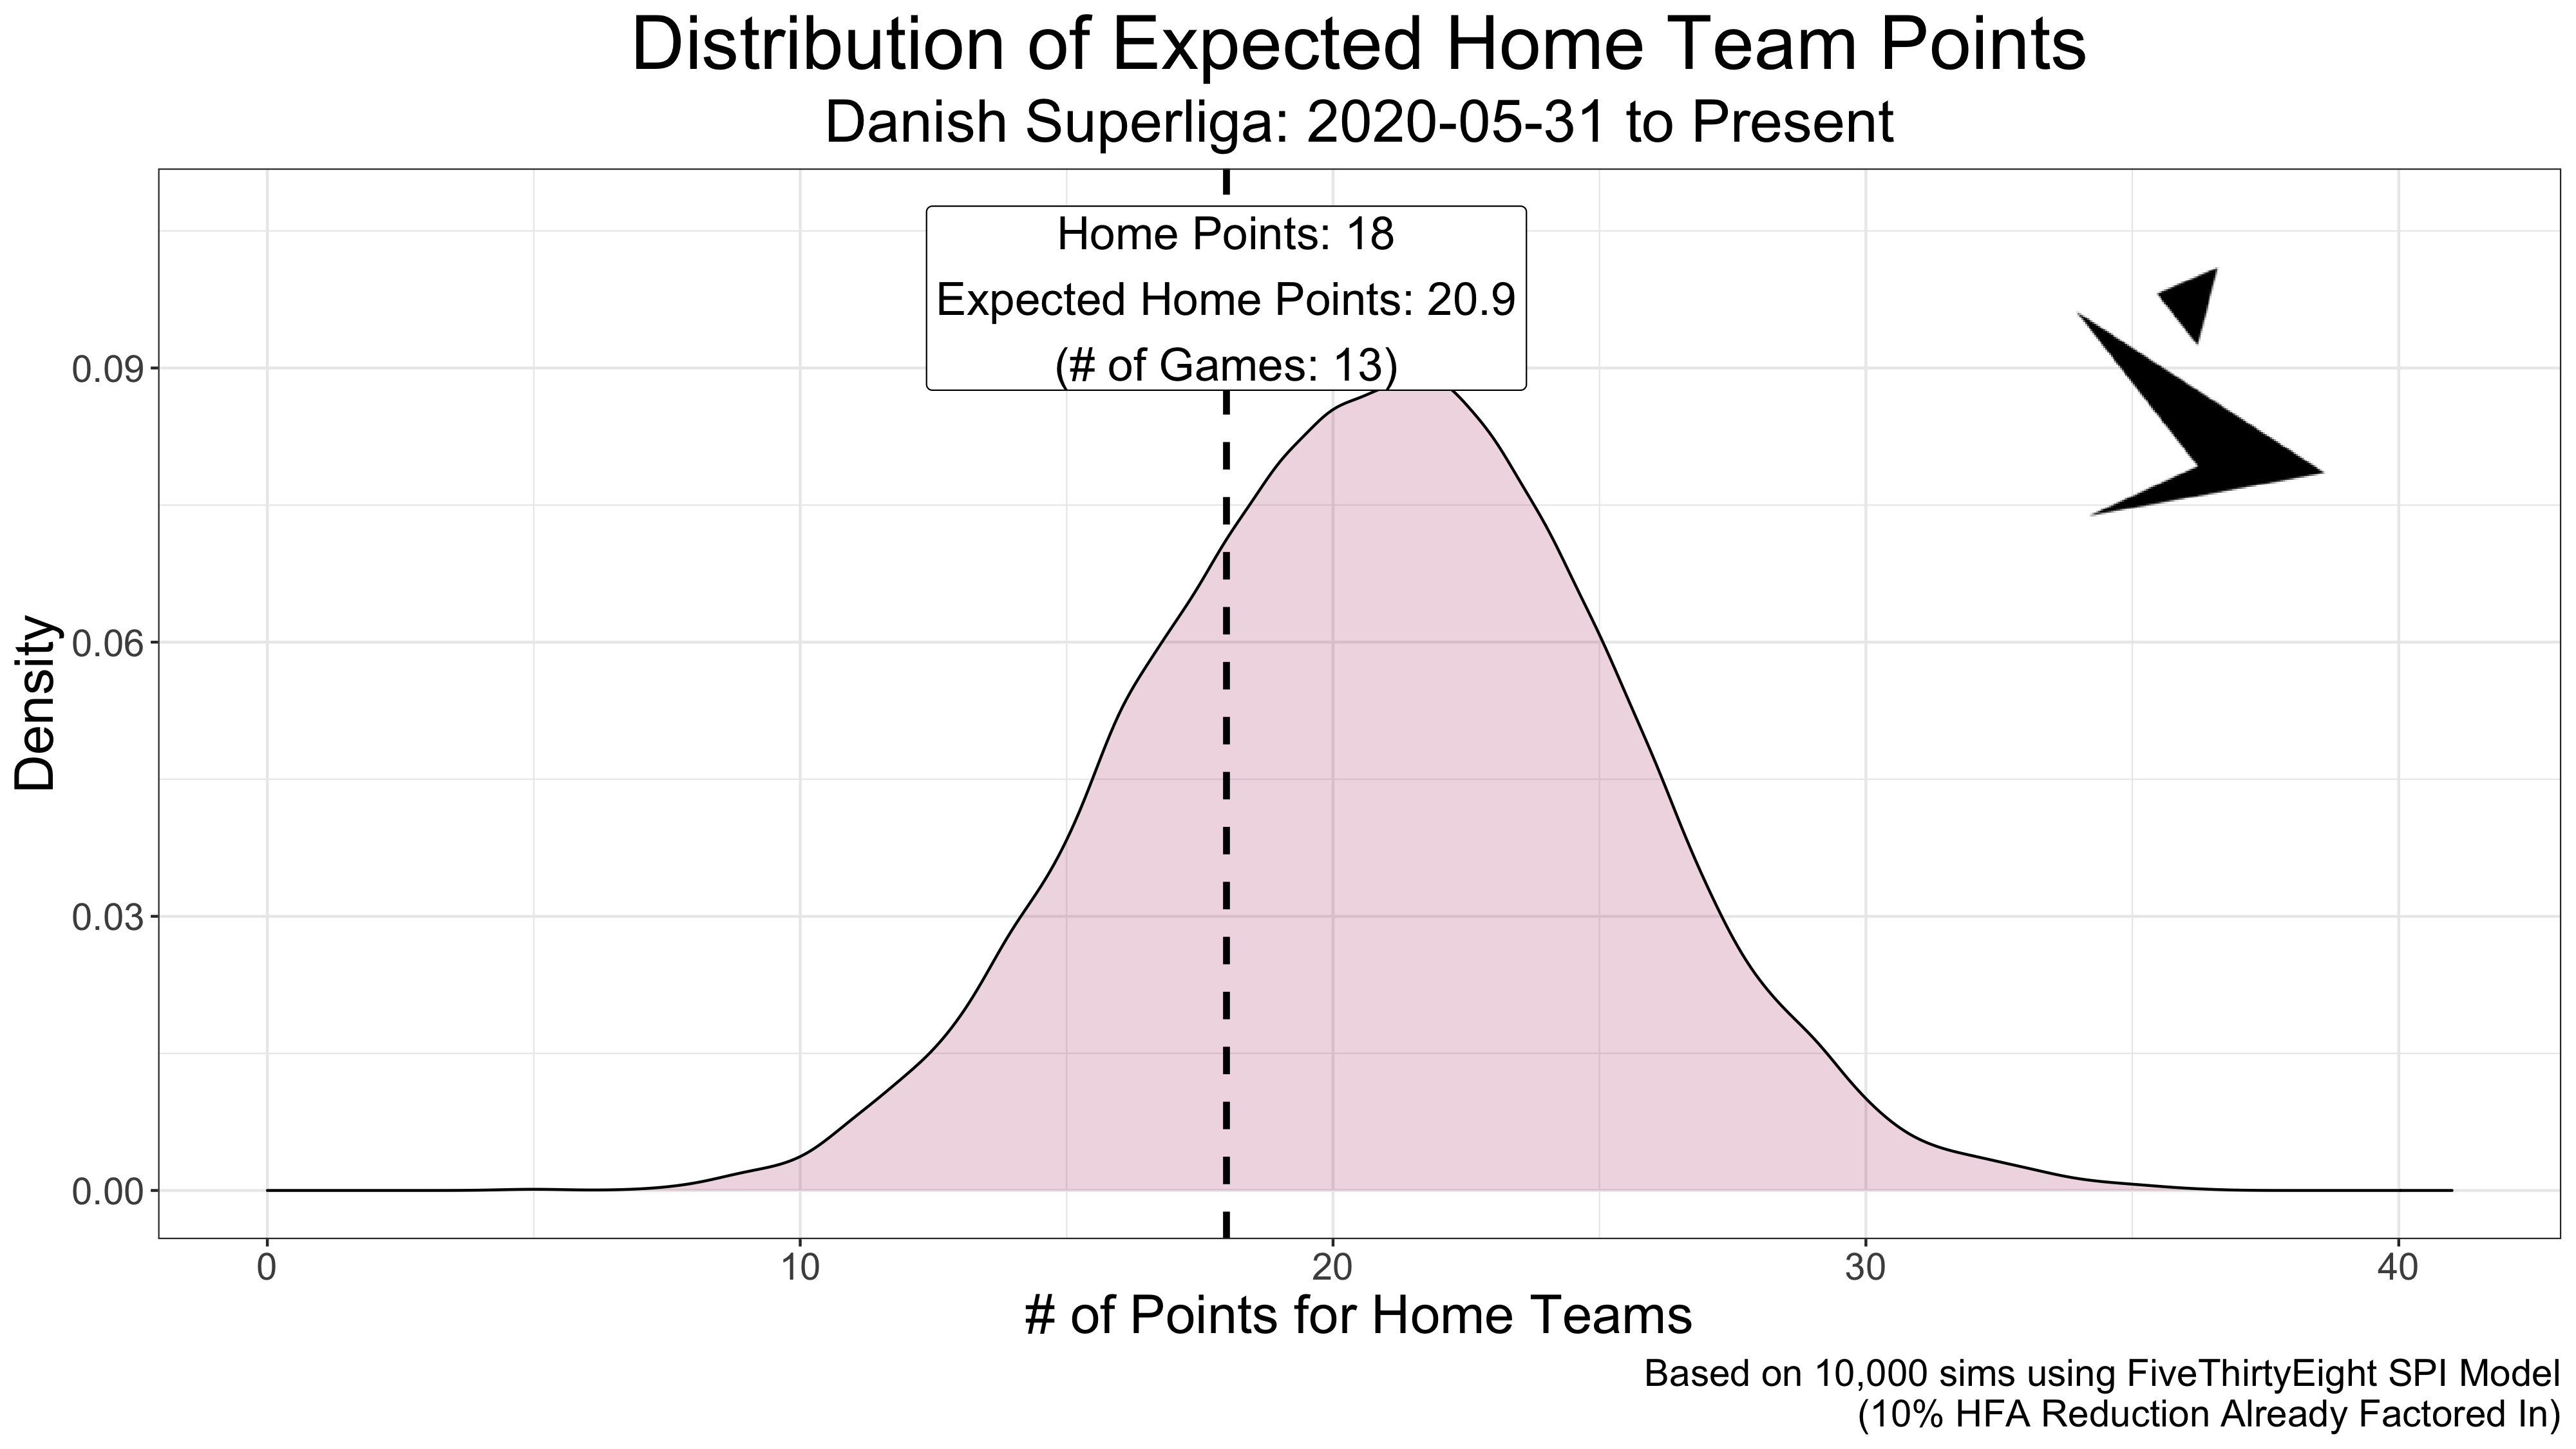 Distribution of Expected Home Team Points
Danish Superliga: 2020-05-31 to Present
Home Points: 18
Expected Home Points: 20.9
(# of Games: 13)
Density
0.09
0.06
0.03
0.00
0 10 20 30 40
# of Points for Home Teams
Based on 10,000 sims using FiveThirtyEight SPI Model
(10% HFA Reduction Already Factored In)